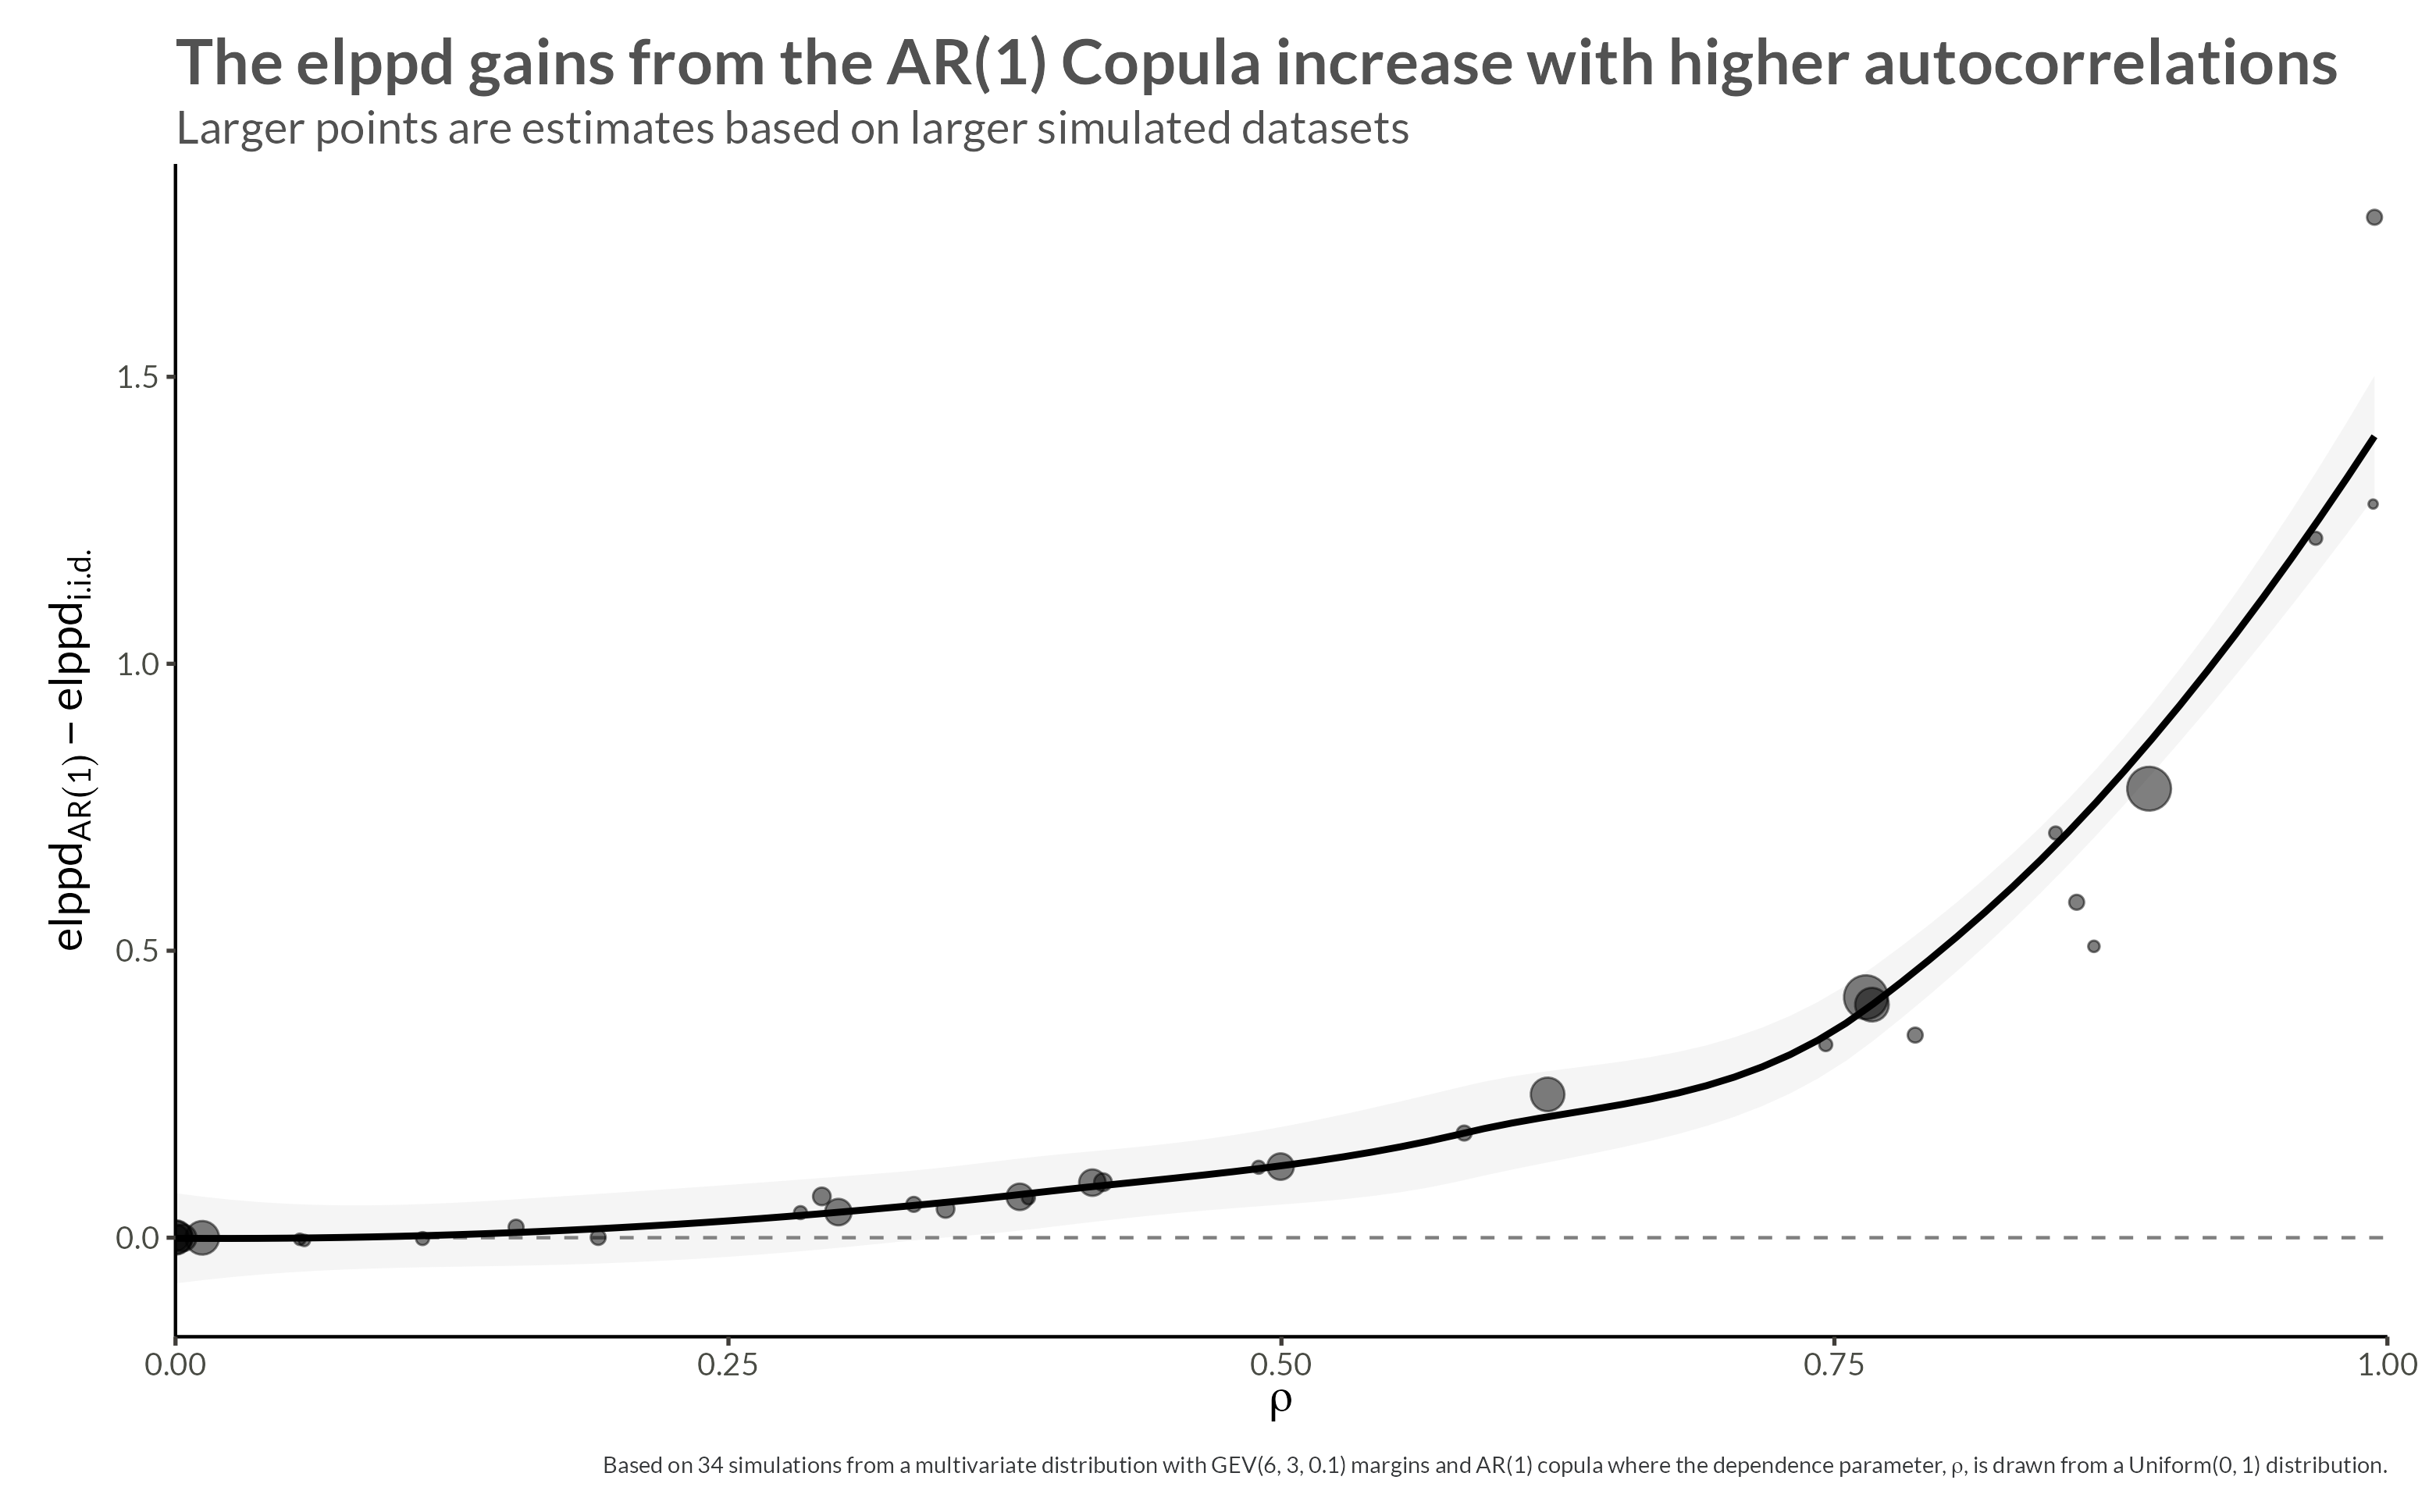 The elppd gains from the AR(1) Copula increase with higher autocorrelations
Larger points are estimates based on larger simulated datasets
1.5
1.0
0.5
0.0
elppdAR(1) − elppdi.i.d.
0.00 0.25 0.50 0.75 1.00
ρ
Based on 34 simulations from a multivariate distribution with GEV(6, 3, 0.1) margins and AR(1) copula where the dependence parameter, ρ, is drawn from a Uniform(0, 1) distribution.